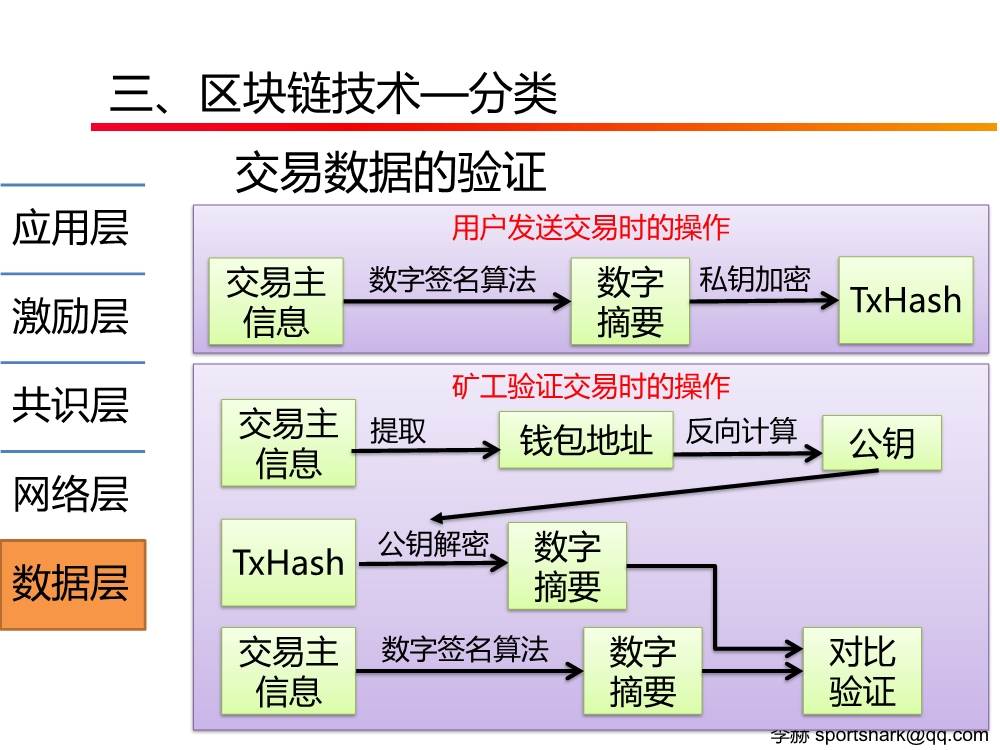 三、区块链技术—分类
交易数据的验证
应用层
激励层
共识层
网络层
数据层
用户发送交易时的操作
交易主
信息
数字签名算法
数字
摘要
私钥加密
TxHash
矿工验证交易时的操作
交易主
信息
提取
钱包地址
反向计算
公钥
TxHash
公钥解密
数字
摘要
交易主
信息
数字签名算法
数字
摘要
对比
验证
李赫 sportshark@qq.com